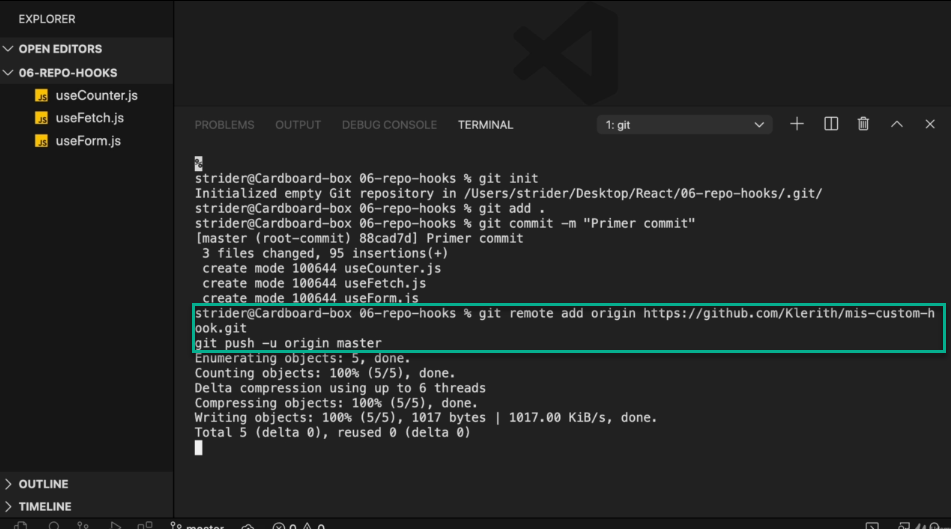 EXPLORER
OPEN EDITORS
06-REPO-HOOKS
JS useCounter.js
JS useFetch.js
JS useForm.js
OUTLINE
TIMELINE
PROBLEMS OUTPUT DEBUG CONSOLE TERMINAL 1: git
%
strider@Cardboard-box 06-repo-hooks % git init
Initialized empty Git repository in /Users/strider/Desktop/React/06-repo-hooks/.git/
strider@Cardboard-box 06-repo-hooks % git add .
strider@Cardboard-box 06-repo-hooks % git commit -m "Primer commit"
[master (root-commit) 88cad7d] Primer commit
3 files changed, 95 insertions(+)
create mode 100644 useCounter.js
create mode 100644 useFetch.js
create mode 100644 useForm.js
strider@Cardboard-box 06-repo-hooks % git remote add origin https://github.com/Klerith/mis-custom-h
ook.git
git push -u origin master
Enumerating objects: 5, done.
Counting objects: 100% (5/5), done.
Delta compression using up to 6 threads
Compressing objects: 100% (5/5), done.
Writing objects: 100% (5/5), 1017 bytes | 1017.00 KiB/s, done.
Total 5 (delta 0), reused 0 (delta 0)
master 0 0